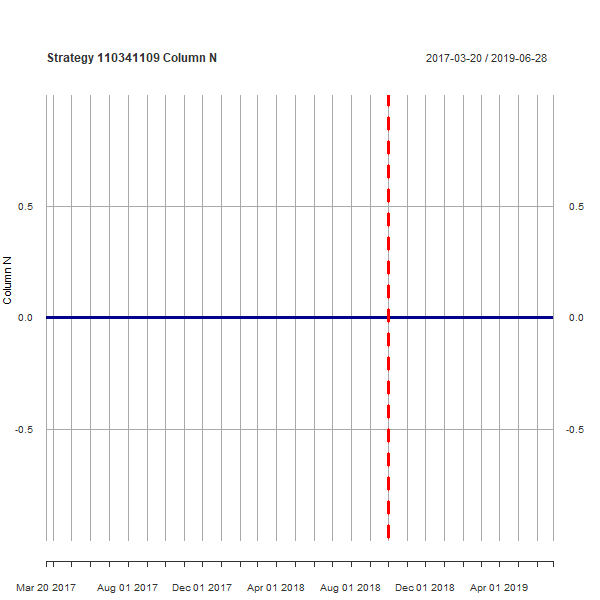 Strategy 110341109 Column N
2017-03-20 / 2019-06-28
0.5 0.5
Column N
0.0 0.0
-0.5 -0.5
Mar 20 2017 Aug 01 2017 Dec 01 2017 Apr 01 2018 Aug 01 2018 Dec 01 2018 Apr 01 2019